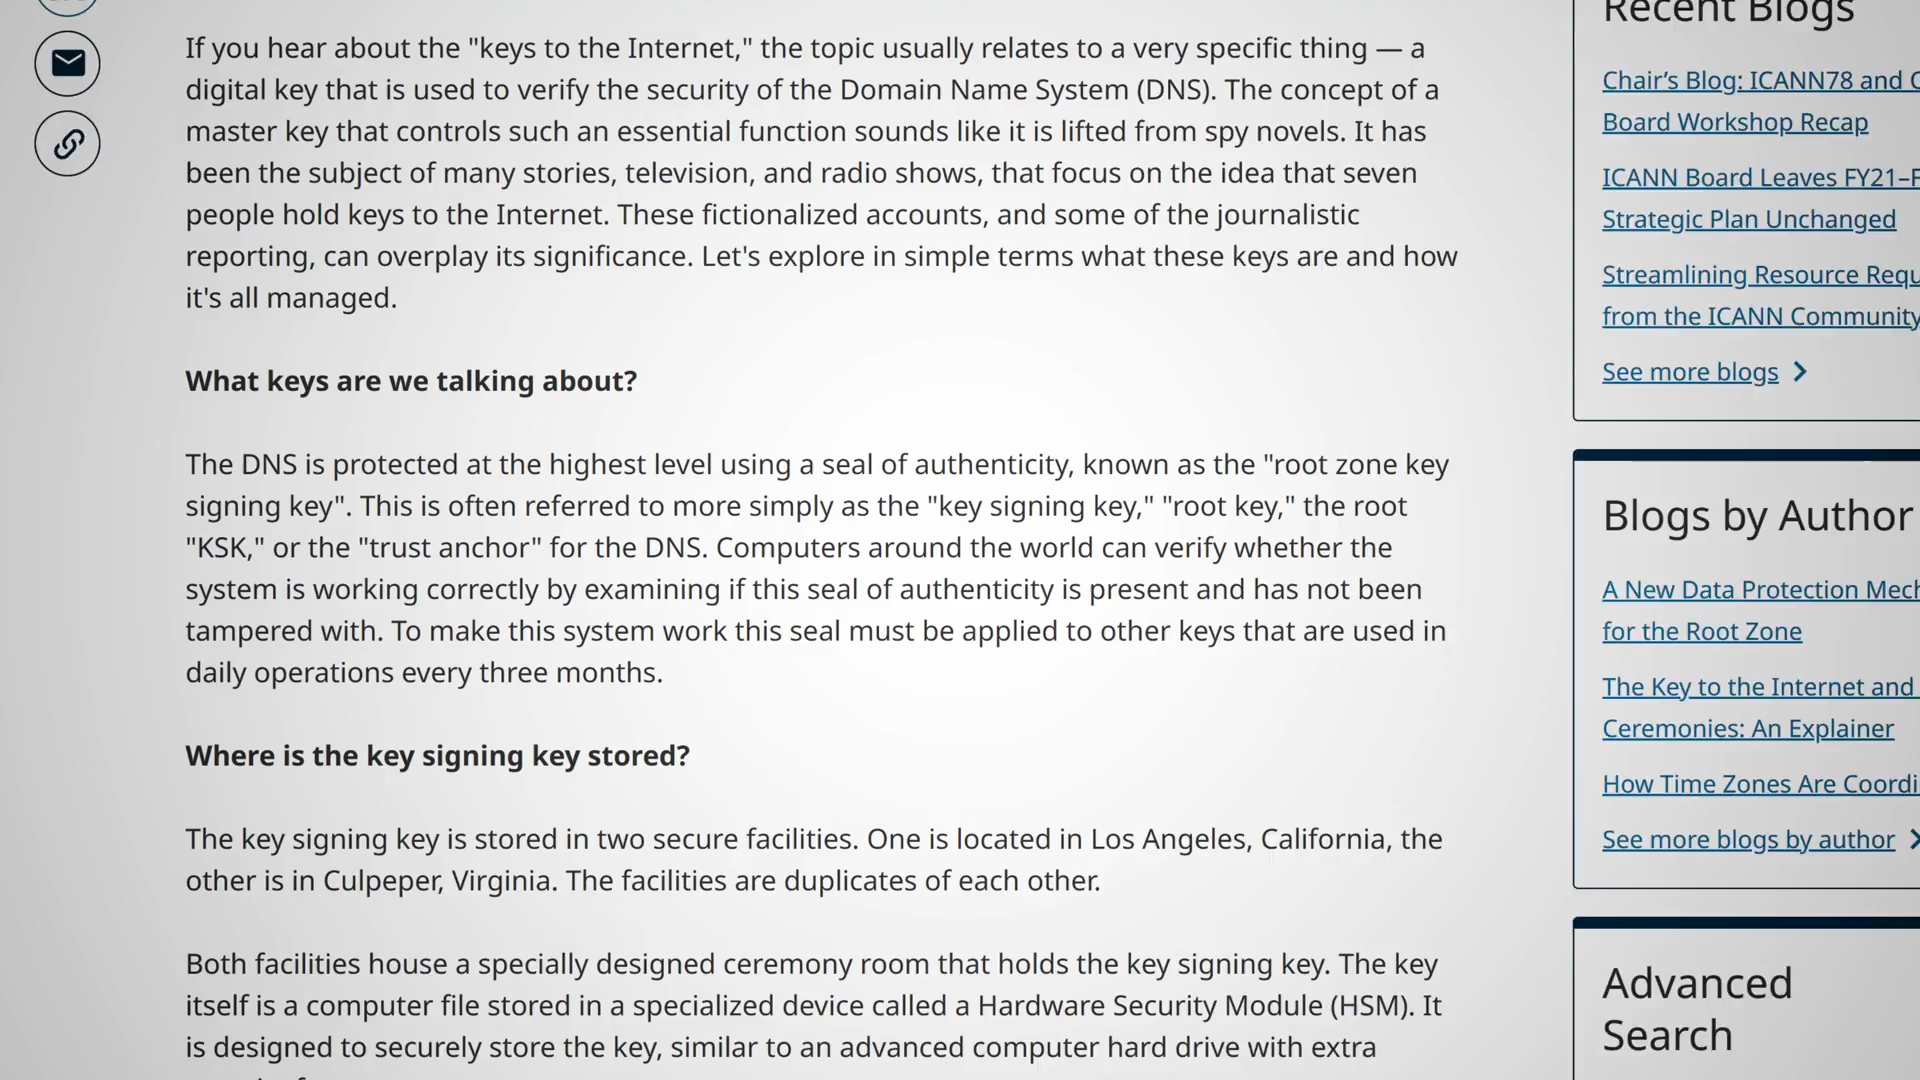 If you hear about the "keys to the Internet," the topic usually relates to a very specific thing — a
digital key that is used to verify the security of the Domain Name System (DNS). The concept of a
master key that controls such an essential function sounds like it is lifted from spy novels. It has
been the subject of many stories, television, and radio shows, that focus on the idea that seven
people hold keys to the Internet. These fictionalized accounts, and some of the journalistic
reporting, can overplay its significance. Let's explore in simple terms what these keys are and how
it's all managed.
What keys are we talking about?
The DNS is protected at the highest level using a seal of authenticity, known as the "root zone key
signing key". This is often referred to more simply as the "key signing key," "root key," the root
"KSK," or the "trust anchor" for the DNS. Computers around the world can verify whether the
system is working correctly by examining if this seal of authenticity is present and has not been
tampered with. To make this system work this seal must be applied to other keys that are used in
daily operations every three months.
Where is the key signing key stored?
The key signing key is stored in two secure facilities. One is located in Los Angeles, California, the
other is in Culpeper, Virginia. The facilities are duplicates of each other.
Both facilities house a specially designed ceremony room that holds the key signing key. The key
itself is a computer file stored in a specialized device called a Hardware Security Module (HSM). It
is designed to securely store the key, similar to an advanced computer hard drive with extra
Recent Blogs
Chair's Blog: ICANN78 and
Board Workshop Recap
ICANN Board Leaves FY21–
Strategic Plan Unchanged
Streamlining Resource
from the ICANN Community
See more blogs
Blogs by Author
A New Data Protection
for the Root Zone
The Key to the Internet and
Ceremonies: An Explainer
How Time Zones Are
See more blogs by author
Advanced
Search